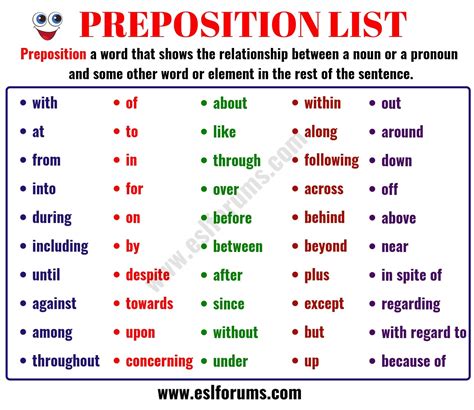 PREPOSITION LIST
Preposition a word that shows the relationship between a noun or a pronoun
and some other word or element in the rest of the sentence.
• with • of • about • within • out
• at • to • like • along • around
• from • in • through • following • down
• into • for • over • across • off
• during • on • before • behind • above
• including • by • between • beyond • near
• until • despite • after • plus • in spite of
• against • towards • since • except • regarding
• among • upon • without • but • with regard to
• throughout • concerning • under • up • because of
www.eslforums.com
www.eslforums.com